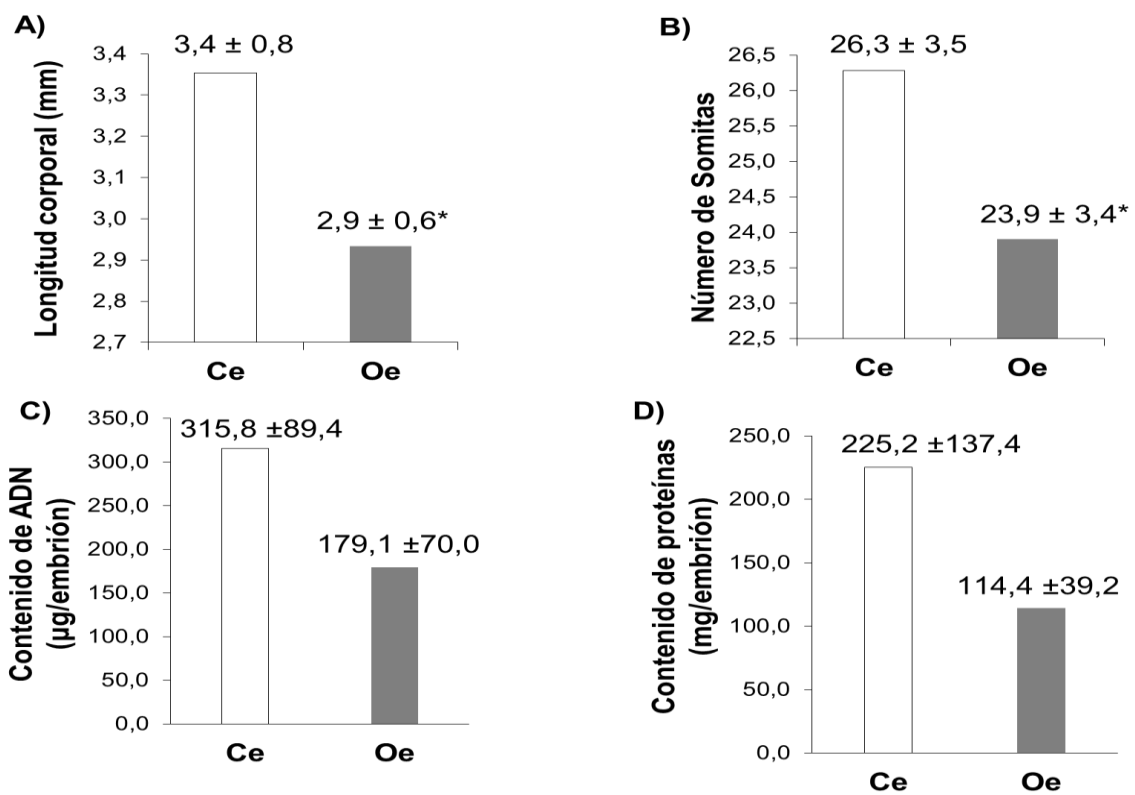 A)
3,4 ± 0,8
Longitud corporal (mm)
3,4
3,3
3,2
3,1
3,0
2,9
2,8
2,7
2,9 ± 0,6*
Ce
Oe
B)
26,3 ± 3,5
Número de Somitas
26,5
26,0
25,5
25,0
24,5
24,0
23,5
23,0
22,5
23,9 ± 3,4*
Ce
Oe
C)
Contenido de ADN
(µg/embrión)
350,0
300,0
250,0
200,0
150,0
100,0
50,0
0,0
315,8 ±89,4
179,1 ±70,0
Ce
Oe
D)
Contenido de proteínas
(mg/embrión)
250,0
200,0
150,0
100,0
50,0
0,0
225,2 ±137,4
114,4 ±39,2
Ce
Oe